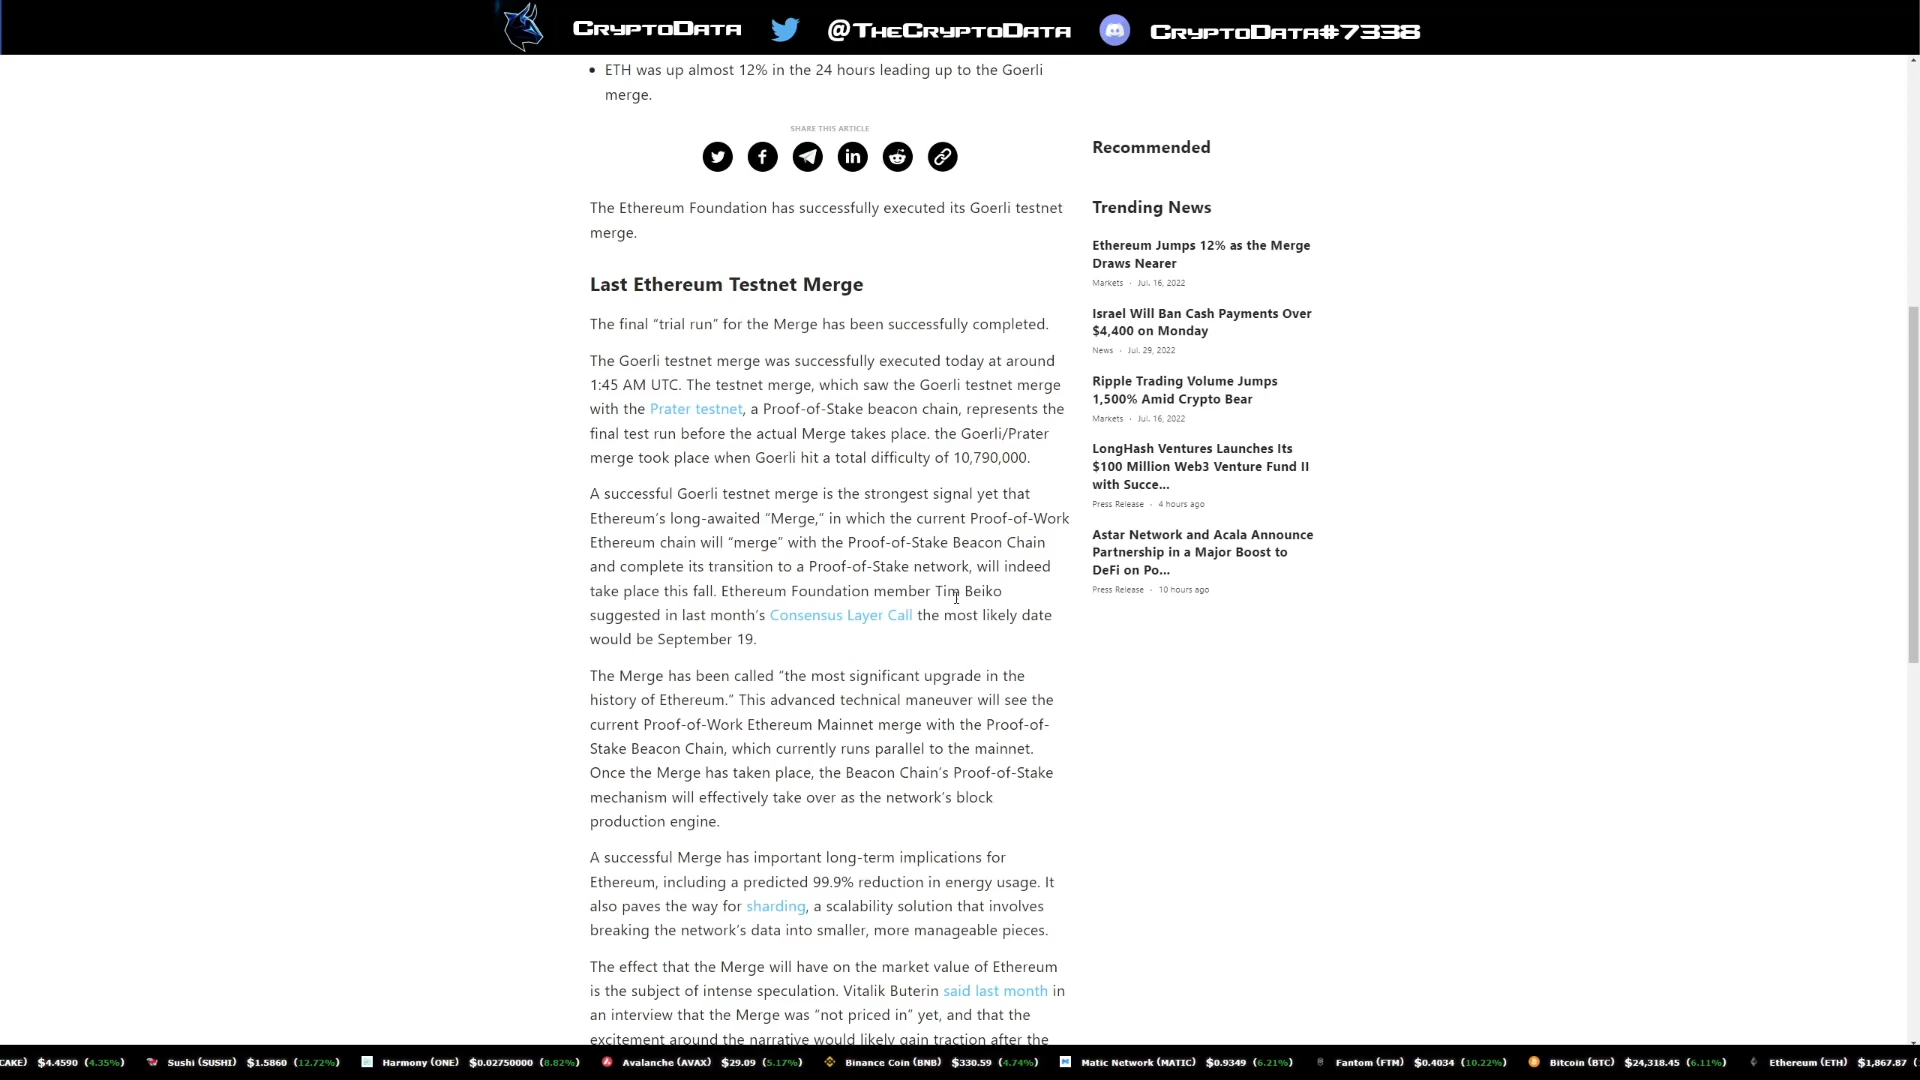 CryptoData @TheCryptoData CryptoData#7338
• ETH was up almost 12% in the 24 hours leading up to the Goerli
merge.
SHARE THIS ARTICLE
The Ethereum Foundation has successfully executed its Goerli testnet
merge.
Last Ethereum Testnet Merge
The final “trial run” for the Merge has been successfully completed.
The Goerli testnet merge was successfully executed today at around
1:45 AM UTC. The testnet merge, which saw the Goerli testnet merge
with the Prater testnet, a Proof-of-Stake beacon chain, represents the
final test run before the actual Merge takes place. the Goerli/Prater
merge took place when Goerli hit a total difficulty of 10,790,000.
A successful Goerli testnet merge is the strongest signal yet that
Ethereum’s long-awaited “Merge,” in which the current Proof-of-Work
Ethereum chain will “merge” with the Proof-of-Stake Beacon Chain
and complete its transition to a Proof-of-Stake network, will indeed
take place this fall. Ethereum Foundation member Tim Beiko
suggested in last month’s Consensus Layer Call the most likely date
would be September 19.
The Merge has been called “the most significant upgrade in the
history of Ethereum.” This advanced technical maneuver will see the
current Proof-of-Work Ethereum Mainnet merge with the Proof-of-
Stake Beacon Chain, which currently runs parallel to the mainnet.
Once the Merge has taken place, the Beacon Chain’s Proof-of-Stake
mechanism will effectively take over as the network’s block
production engine.
A successful Merge has important long-term implications for
Ethereum, including a predicted 99.9% reduction in energy usage. It
also paves the way for sharding, a scalability solution that involves
breaking the network’s data into smaller, more manageable pieces.
The effect that the Merge will have on the market value of Ethereum
is the subject of intense speculation. Vitalik Buterin said last month in
an interview that the Merge was “not priced in” yet, and that the
excitement around the narrative would likely gain traction after the
Recommended
Trending News
Ethereum Jumps 12% as the Merge
Draws Nearer
Markets · Jul. 16, 2022
Israel Will Ban Cash Payments Over
$4,400 on Monday
News · Jul. 29, 2022
Ripple Trading Volume Jumps
1,500% Amid Crypto Bear
Markets · Jul. 16, 2022
LongHash Ventures Launches Its
$100 Million Web3 Venture Fund II
with Succe...
Press Release · 4 hours ago
Astar Network and Acala Announce
Partnership in a Major Boost to
DeFi on Po...
Press Release · 10 hours ago
CAKE) $4.4590 (4.35%) Sushi (SUSHI) $1.5860 (12.72%) Harmony (ONE) $0.02750000 (8.82%) Avalanche (AVAX) $29.09 (5.17%) Binance Coin (BNB) $330.59 (4.74%) Matic Network (MATIC) $0.9349 (6.21%) Fantom (FTM) $0.4034 (10.22%) Bitcoin (BTC) $24,318.45 (6.11%) Ethereum (ETH) $1,867.87